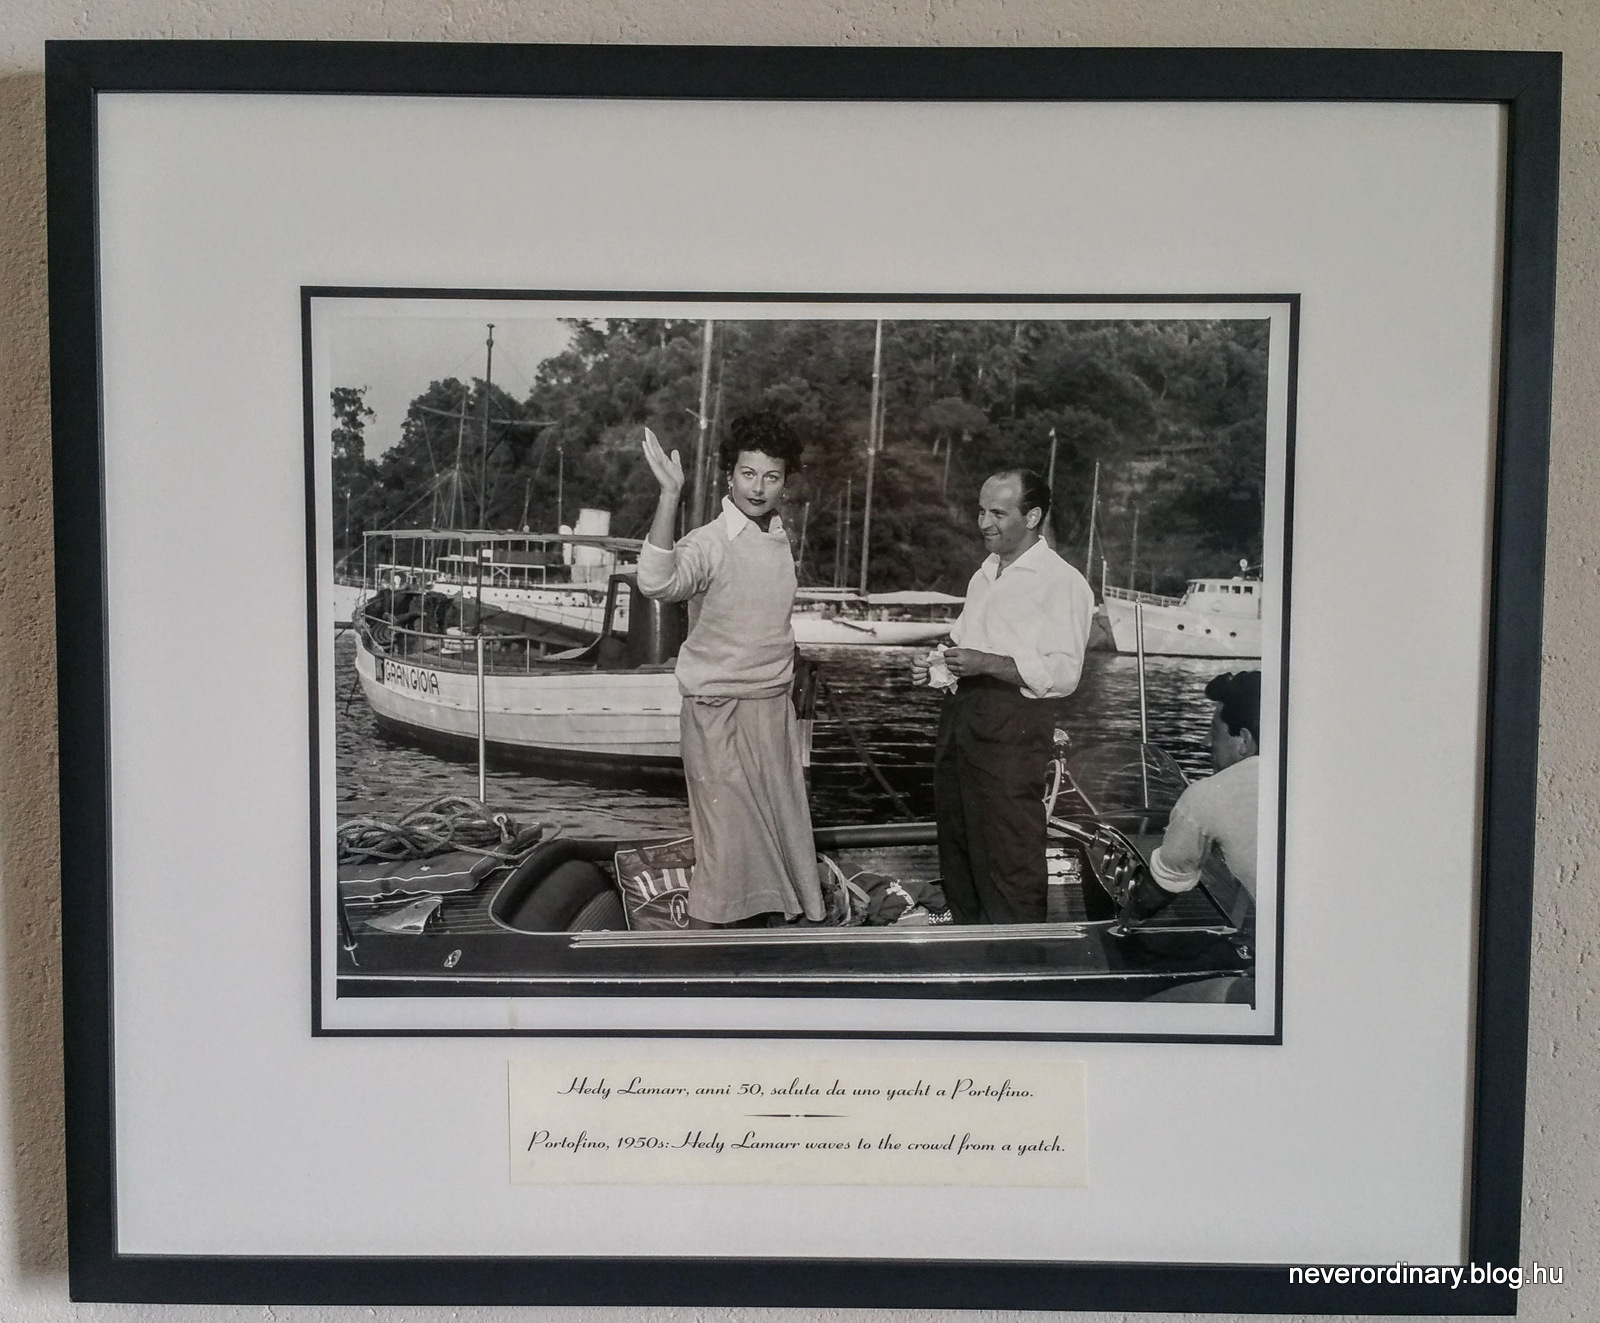 GRAN GIOIA
Hedy Lamarr, anni 50, saluta da uno yacht a Portofino.
Portofino, 1950s: Hedy Lamarr waves to the crowd from a yatch.
neverordinary.blog.hu